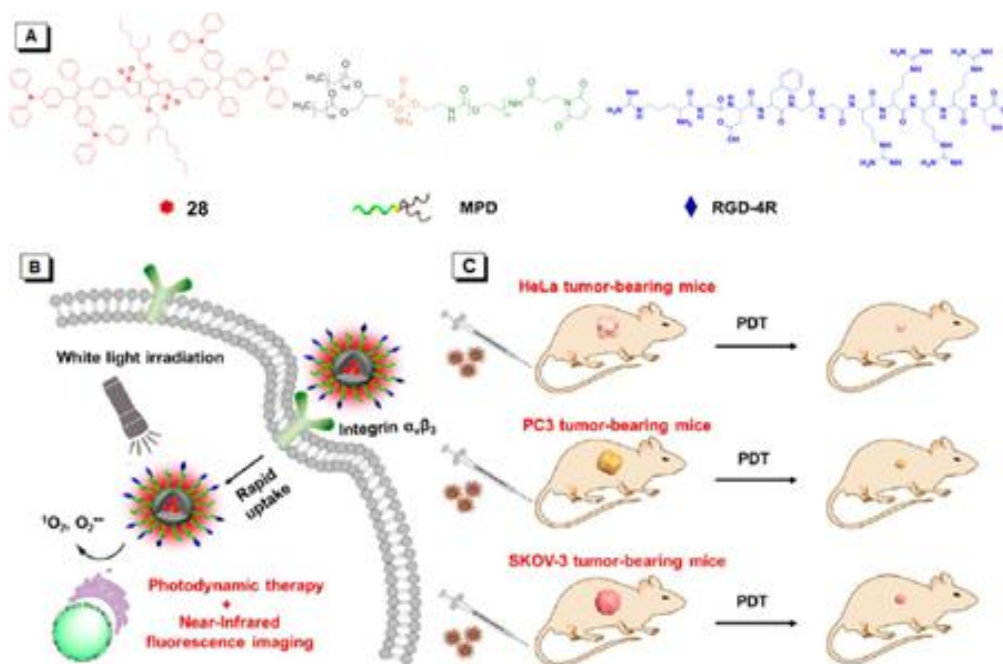 A
28
MPD
RGD-4R
B
White light irradiation
Integrin αvβ3
Rapid
uptake
¹O₂, O₂•−
Photodynamic therapy
+
Near-Infrared
fluorescence imaging
C
HeLa tumor-bearing mice
PDT
PC3 tumor-bearing mice
PDT
SKOV-3 tumor-bearing mice
PDT